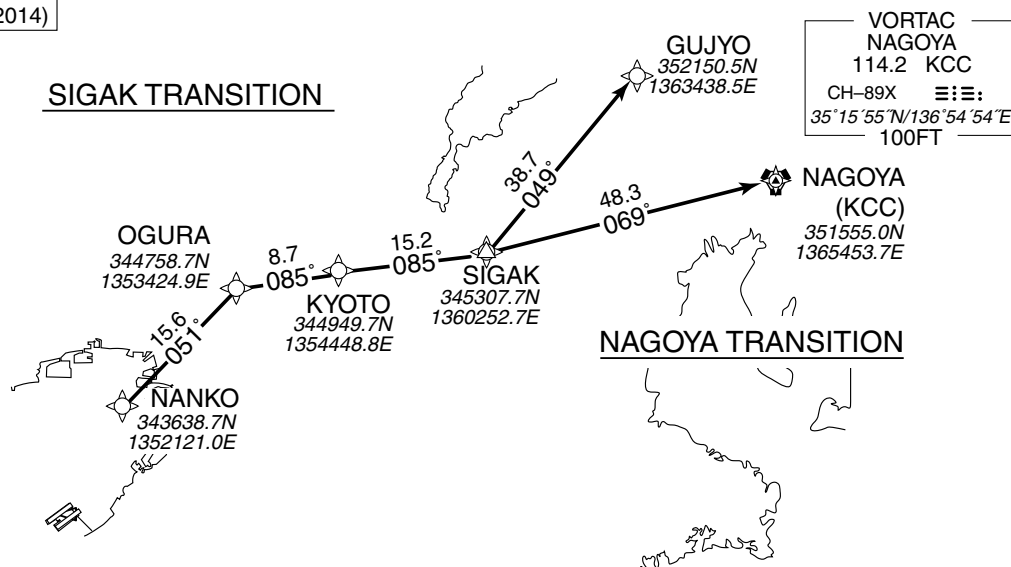 2014)
SIGAK TRANSITION
VORTAC
NAGOYA
114.2 KCC
CH–89X
35°15´55˝N/136°54´54˝E
100FT
GUJYO
352150.5N
1363438.5E
38.7
049°
48.3
069°
NAGOYA
(KCC)
351555.0N
1365453.7E
OGURA
344758.7N
1353424.9E
8.7
085°
15.2
085°
SIGAK
345307.7N
1360252.7E
KYOTO
344949.7N
1354448.8E
15.6
051°
NAGOYA TRANSITION
NANKO
343638.7N
1352121.0E